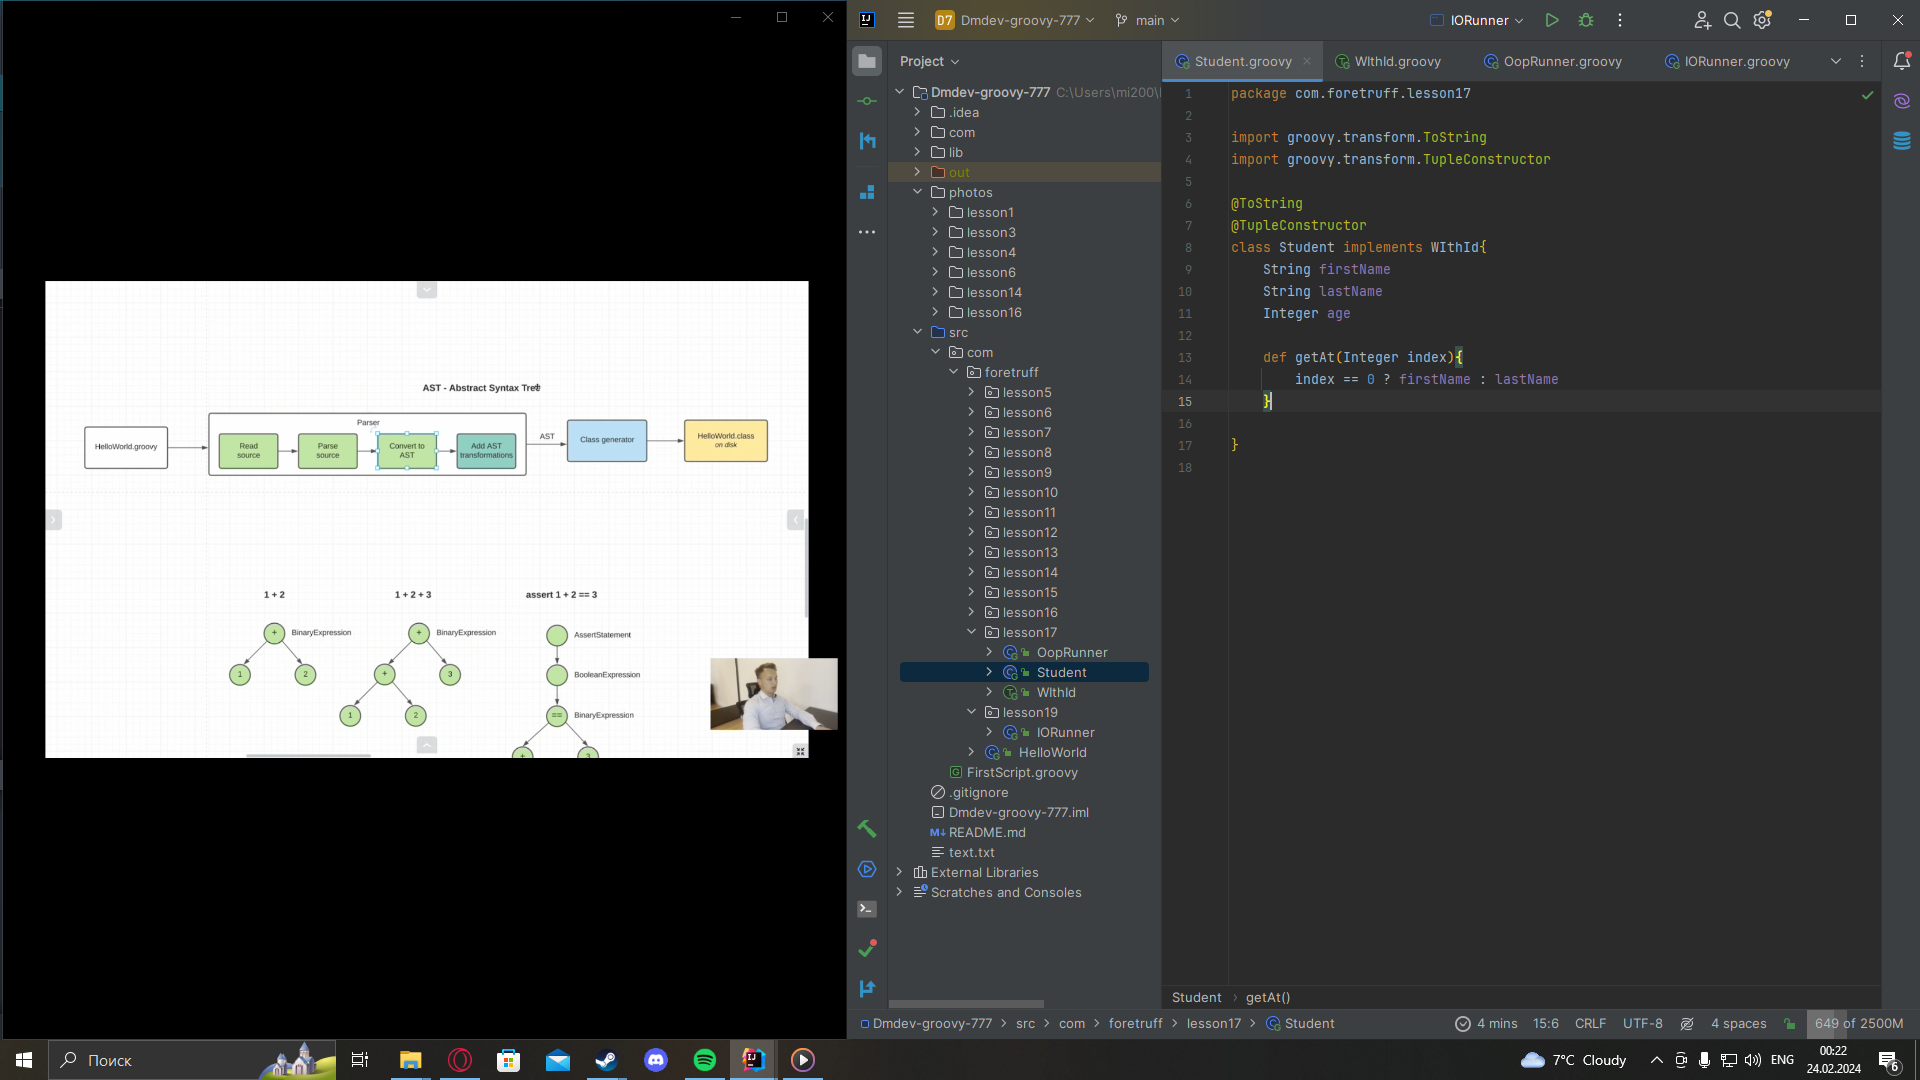 AST - Abstract Syntax Tree
Parser
HelloWorld.groovy
Read
source
Parse
source
Convert to
AST
Add AST
transformations
AST
Class generator
HelloWorld.class
on disk
1 + 2
1 + 2 + 3
assert 1 + 2 == 3
+
BinaryExpression
1
2
+
BinaryExpression
+
3
1
2
AssertStatement
BooleanExpression
==
BinaryExpression
+
3
D7
Dmdev-groovy-777
main
IORunner
Project
Student.groovy
WIthId.groovy
OopRunner.groovy
IORunner.groovy
Dmdev-groovy-777 C:\Users\mi200\
.idea
com
lib
out
photos
lesson1
lesson3
lesson4
lesson6
lesson14
lesson16
src
com
foretruff
lesson5
lesson6
lesson7
lesson8
lesson9
lesson10
lesson11
lesson12
lesson13
lesson14
lesson15
lesson16
lesson17
OopRunner
Student
WIthId
lesson19
IORunner
HelloWorld
FirstScript.groovy
.gitignore
Dmdev-groovy-777.iml
README.md
text.txt
External Libraries
Scratches and Consoles
1 package com.foretruff.lesson17
2
3 import groovy.transform.ToString
4 import groovy.transform.TupleConstructor
5
6 @ToString
7 @TupleConstructor
8 class Student implements WIthId{
9 String firstName
10 String lastName
11 Integer age
12
13 def getAt(Integer index){
14 index == 0 ? firstName : lastName
15 }
16
17 }
18
Student › getAt()
Dmdev-groovy-777 > src > com > foretruff > lesson17 > Student
4 mins 15:6 CRLF UTF-8 4 spaces 649 of 2500M
Поиск
7°C Cloudy
ENG
00:22
24.02.2024
6